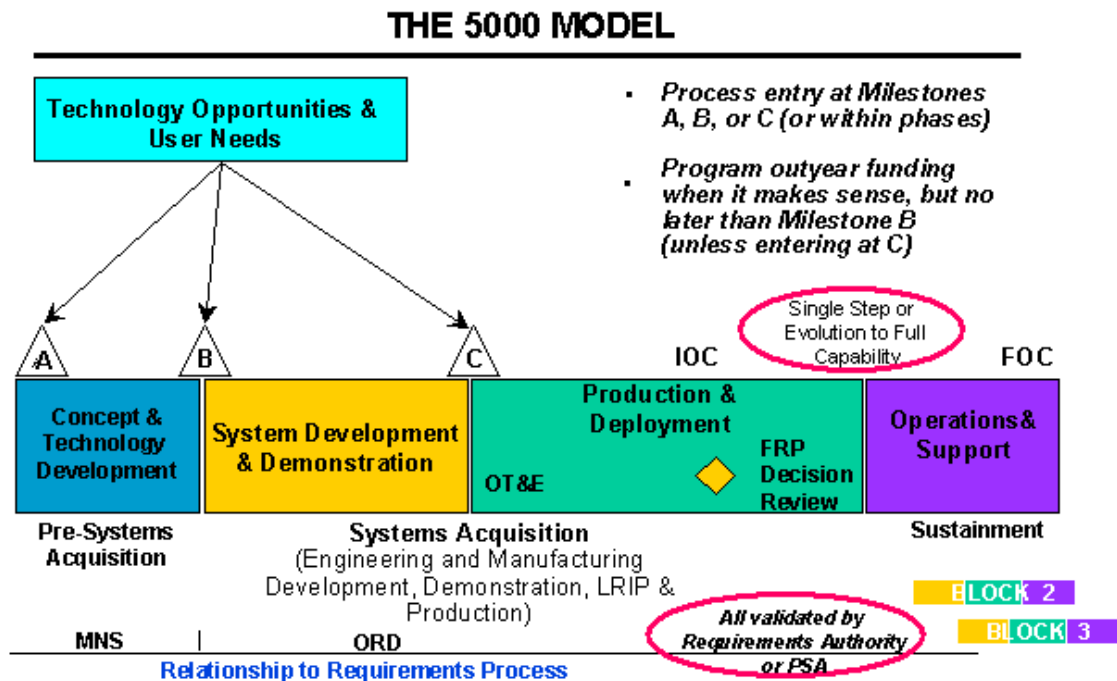 THE 5000 MODEL
Technology Opportunities &
User Needs
▪ Process entry at Milestones
A, B, or C (or within phases)
▪ Program outyear funding
when it makes sense, but no
later than Milestone B
(unless entering at C)
Single Step or
Evolution to Full
Capability
A
B
C
IOC
FOC
Concept &
Technology
Development
System Development
& Demonstration
Production &
Deployment
OT&E
FRP
Decision
Review
Operations&
Support
Pre-Systems
Acquisition
Systems Acquisition
(Engineering and Manufacturing
Development, Demonstration, LRIP &
Production)
Sustainment
BLOCK 2
BLOCK 3
MNS
ORD
All validated by
Requirements Authority
or PSA
Relationship to Requirements Process